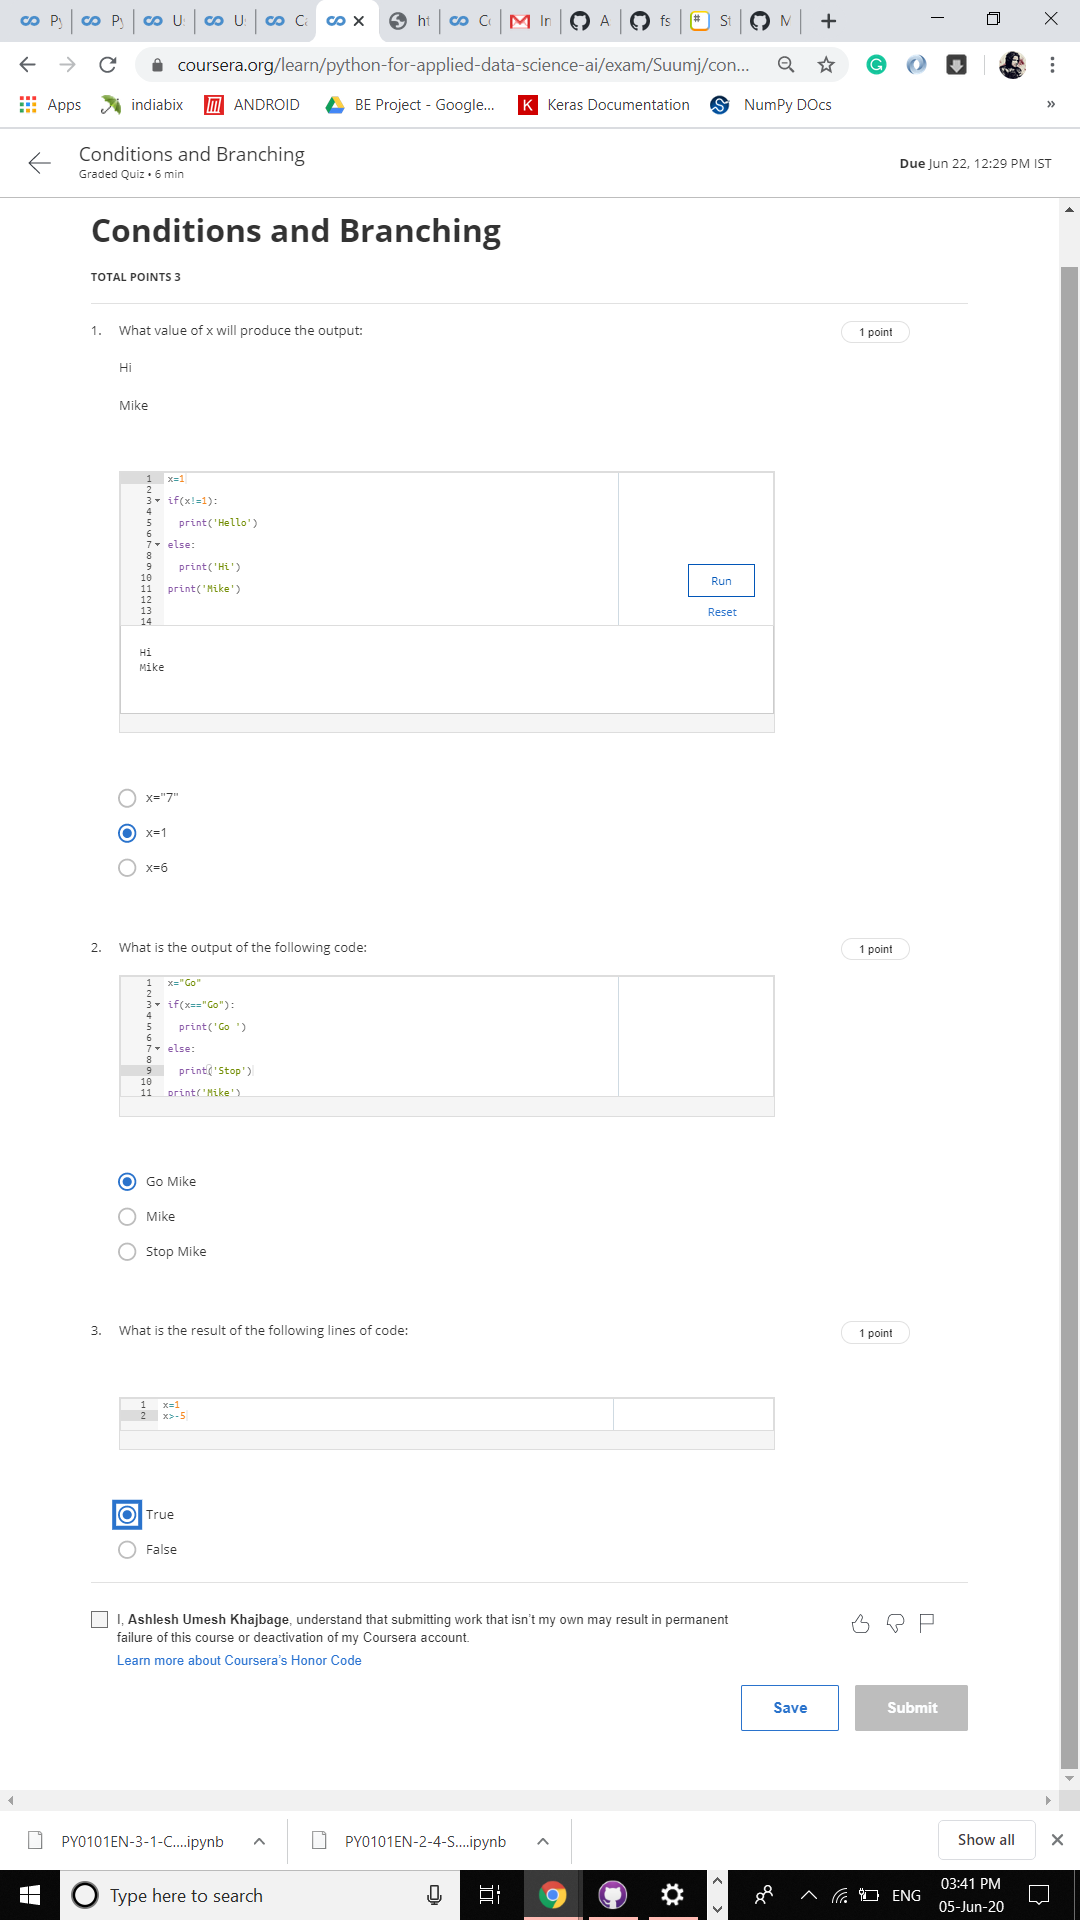 Py
Py
U
U
Ca
ht
Co
In
A
fs
St
M
coursera.org/learn/python-for-applied-data-science-ai/exam/Suumj/con...
Apps
indiabix
ANDROID
BE Project - Google...
Keras Documentation
NumPy DOcs
»
Conditions and Branching
Graded Quiz • 6 min
Due Jun 22, 12:29 PM IST
Conditions and Branching
TOTAL POINTS 3
1. What value of x will produce the output:
1 point
Hi
Mike
1 x=1
2
3 if(x!=1):
4
5 print('Hello')
6
7 else:
8
9 print('Hi')
10
11 print('Mike')
12
13
14
Run
Reset
Hi
Mike
x="7"
x=1
x=6
2. What is the output of the following code:
1 point
1 x="Go"
2
3 if(x=="Go"):
4
5 print('Go ')
6
7 else:
8
9 print('Stop')
10
11 print('Mike')
Go Mike
Mike
Stop Mike
3. What is the result of the following lines of code:
1 point
1 x=1
2 x>-5
True
False
I, Ashlesh Umesh Khajbage, understand that submitting work that isn't my own may result in permanent
failure of this course or deactivation of my Coursera account.
Learn more about Coursera's Honor Code
Save
Submit
PY0101EN-3-1-C....ipynb
PY0101EN-2-4-S....ipynb
Show all
Type here to search
ENG
03:41 PM
05-Jun-20